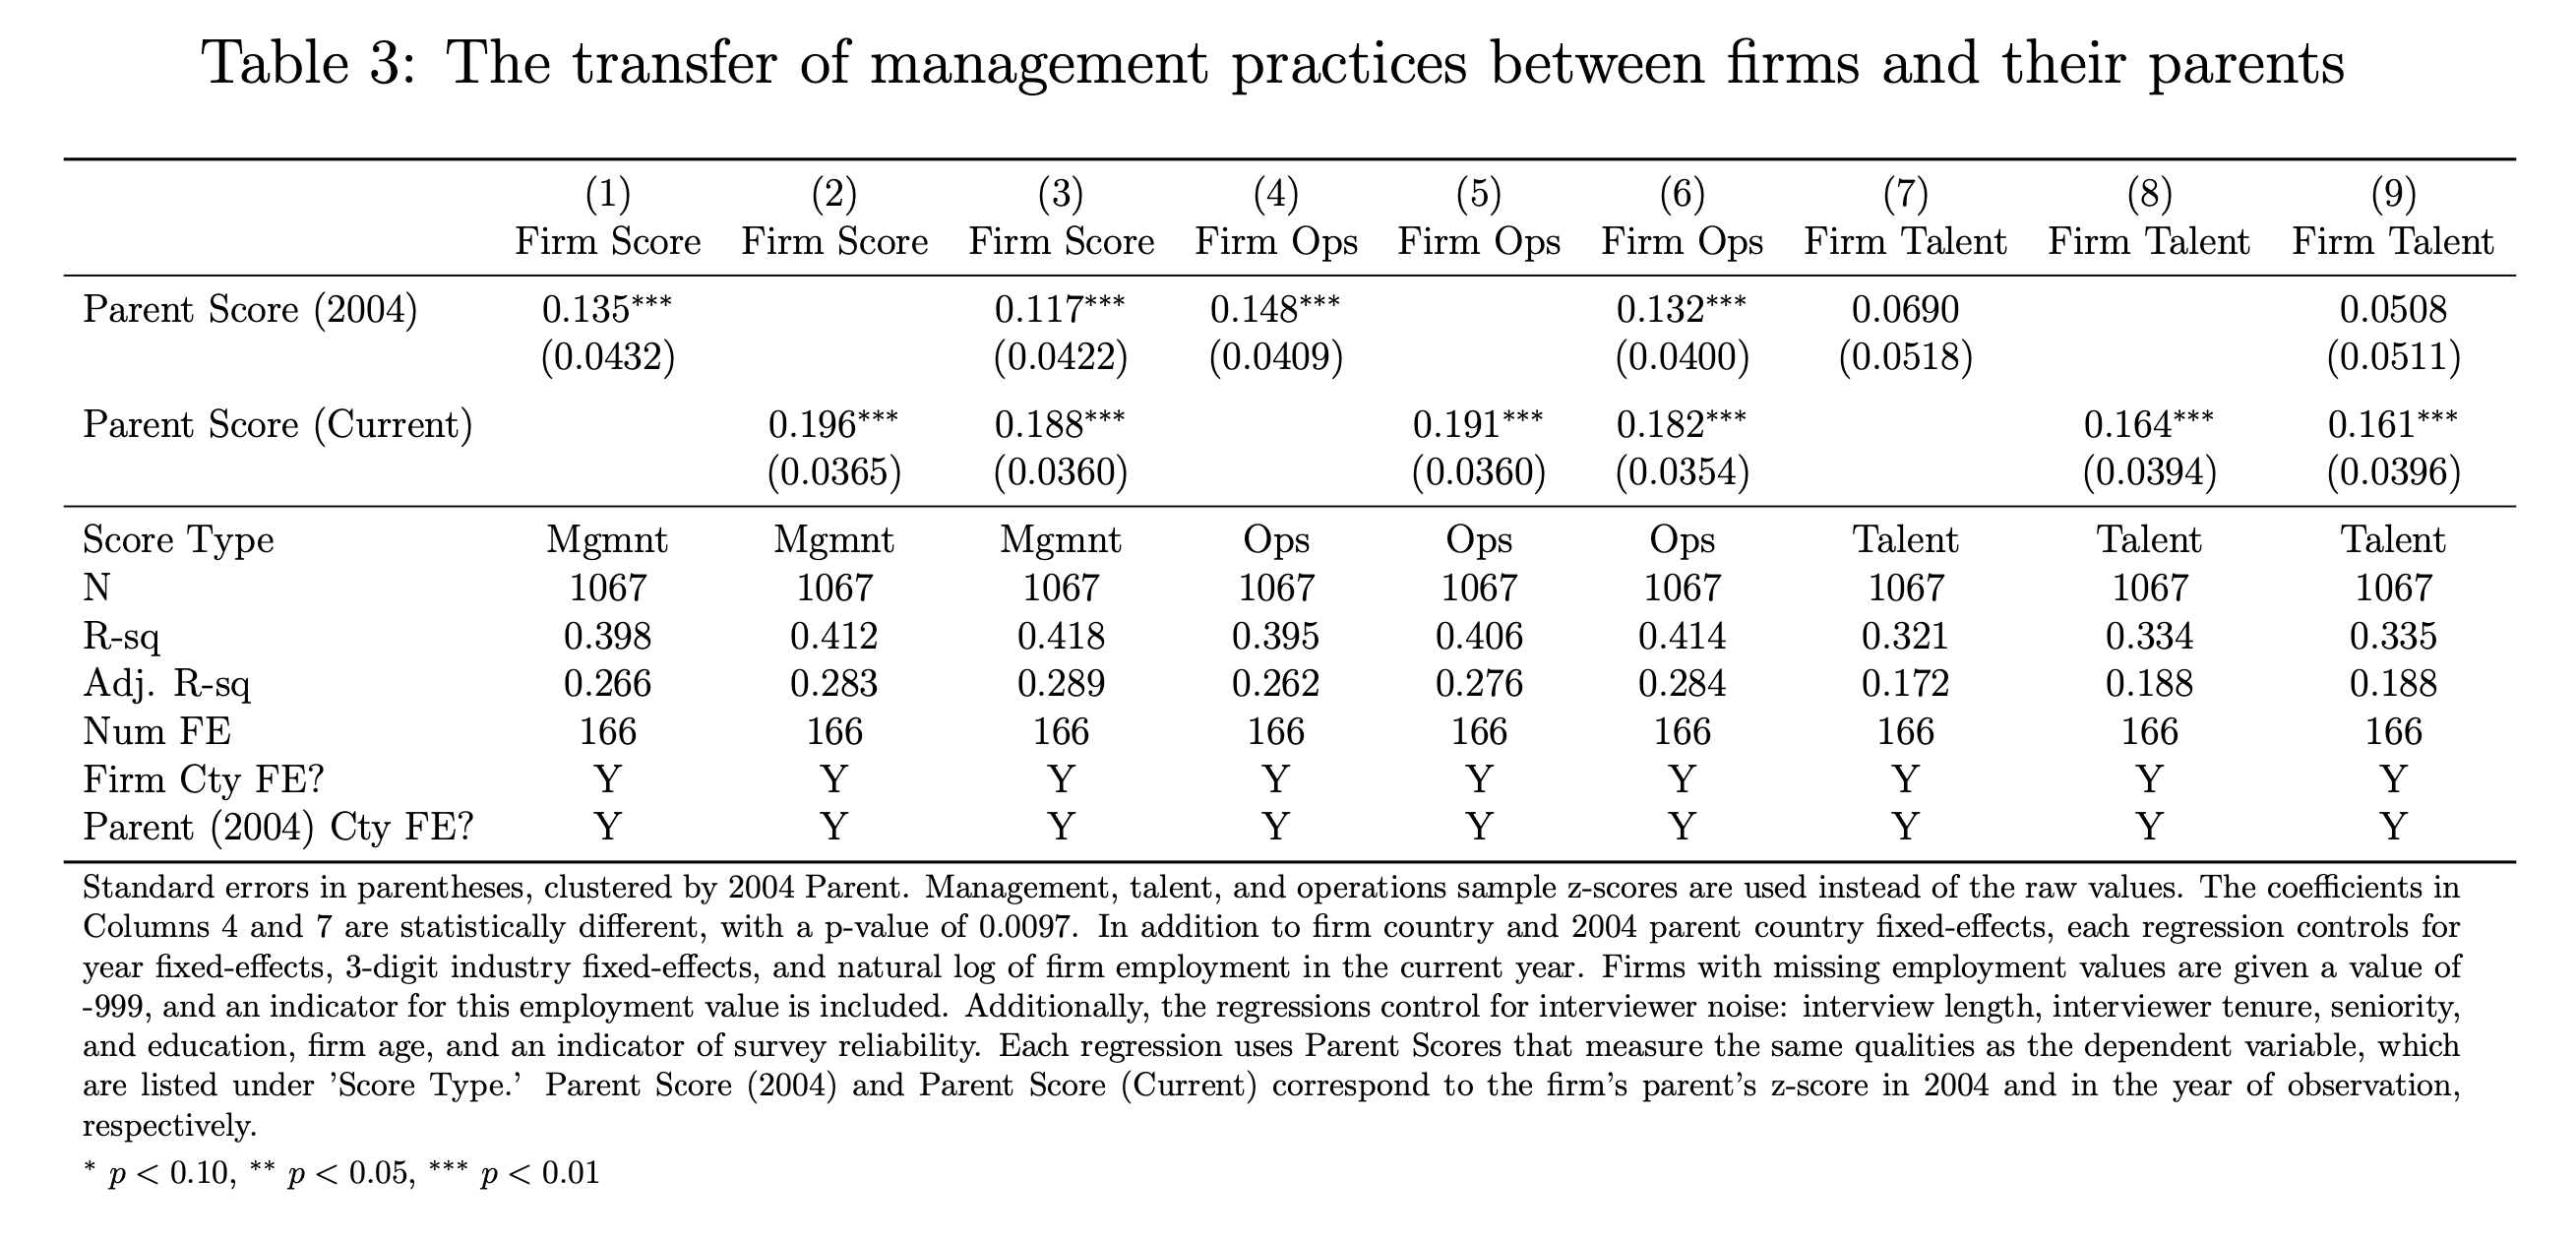 Table 3: The transfer of management practices between firms and their parents
(1) (2) (3) (4) (5) (6) (7) (8) (9)
Firm Score Firm Score Firm Score Firm Ops Firm Ops Firm Ops Firm Talent Firm Talent Firm Talent
Parent Score (2004) 0.135*** 0.117*** 0.148*** 0.132*** 0.0690 0.0508
(0.0432) (0.0422) (0.0409) (0.0400) (0.0518) (0.0511)
Parent Score (Current) 0.196*** 0.188*** 0.191*** 0.182*** 0.164*** 0.161***
(0.0365) (0.0360) (0.0360) (0.0354) (0.0394) (0.0396)
Score Type Mgmnt Mgmnt Mgmnt Ops Ops Ops Talent Talent Talent
N 1067 1067 1067 1067 1067 1067 1067 1067 1067
R-sq 0.398 0.412 0.418 0.395 0.406 0.414 0.321 0.334 0.335
Adj. R-sq 0.266 0.283 0.289 0.262 0.276 0.284 0.172 0.188 0.188
Num FE 166 166 166 166 166 166 166 166 166
Firm Cty FE? Y Y Y Y Y Y Y Y Y
Parent (2004) Cty FE? Y Y Y Y Y Y Y Y Y
Standard errors in parentheses, clustered by 2004 Parent. Management, talent, and operations sample z-scores are used instead of the raw values. The coefficients in
Columns 4 and 7 are statistically different, with a p-value of 0.0097. In addition to firm country and 2004 parent country fixed-effects, each regression controls for
year fixed-effects, 3-digit industry fixed-effects, and natural log of firm employment in the current year. Firms with missing employment values are given a value of
-999, and an indicator for this employment value is included. Additionally, the regressions control for interviewer noise: interview length, interviewer tenure, seniority,
and education, firm age, and an indicator of survey reliability. Each regression uses Parent Scores that measure the same qualities as the dependent variable, which
are listed under 'Score Type.' Parent Score (2004) and Parent Score (Current) correspond to the firm's parent's z-score in 2004 and in the year of observation,
respectively.
* p < 0.10, ** p < 0.05, *** p < 0.01